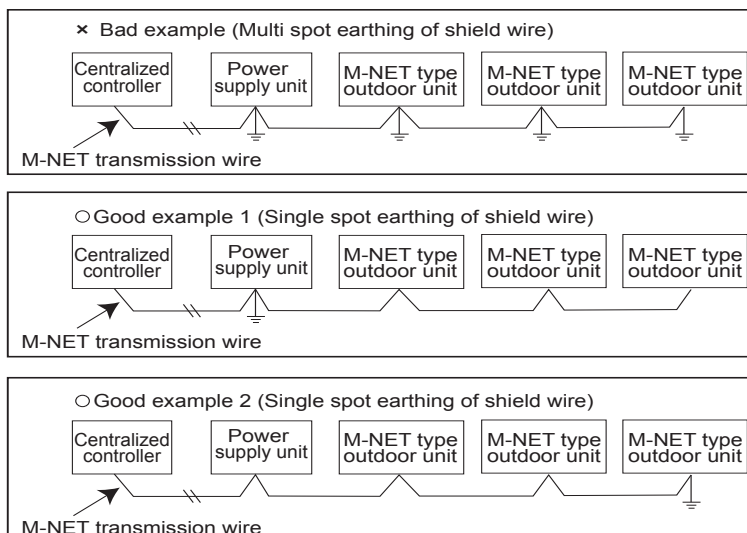 × Bad example (Multi spot earthing of shield wire)
Centralized controller
Power supply unit
M-NET type outdoor unit
M-NET type outdoor unit
M-NET type outdoor unit
M-NET transmission wire
○ Good example 1 (Single spot earthing of shield wire)
Centralized controller
Power supply unit
M-NET type outdoor unit
M-NET type outdoor unit
M-NET type outdoor unit
M-NET transmission wire
○ Good example 2 (Single spot earthing of shield wire)
Centralized controller
Power supply unit
M-NET type outdoor unit
M-NET type outdoor unit
M-NET type outdoor unit
M-NET transmission wire